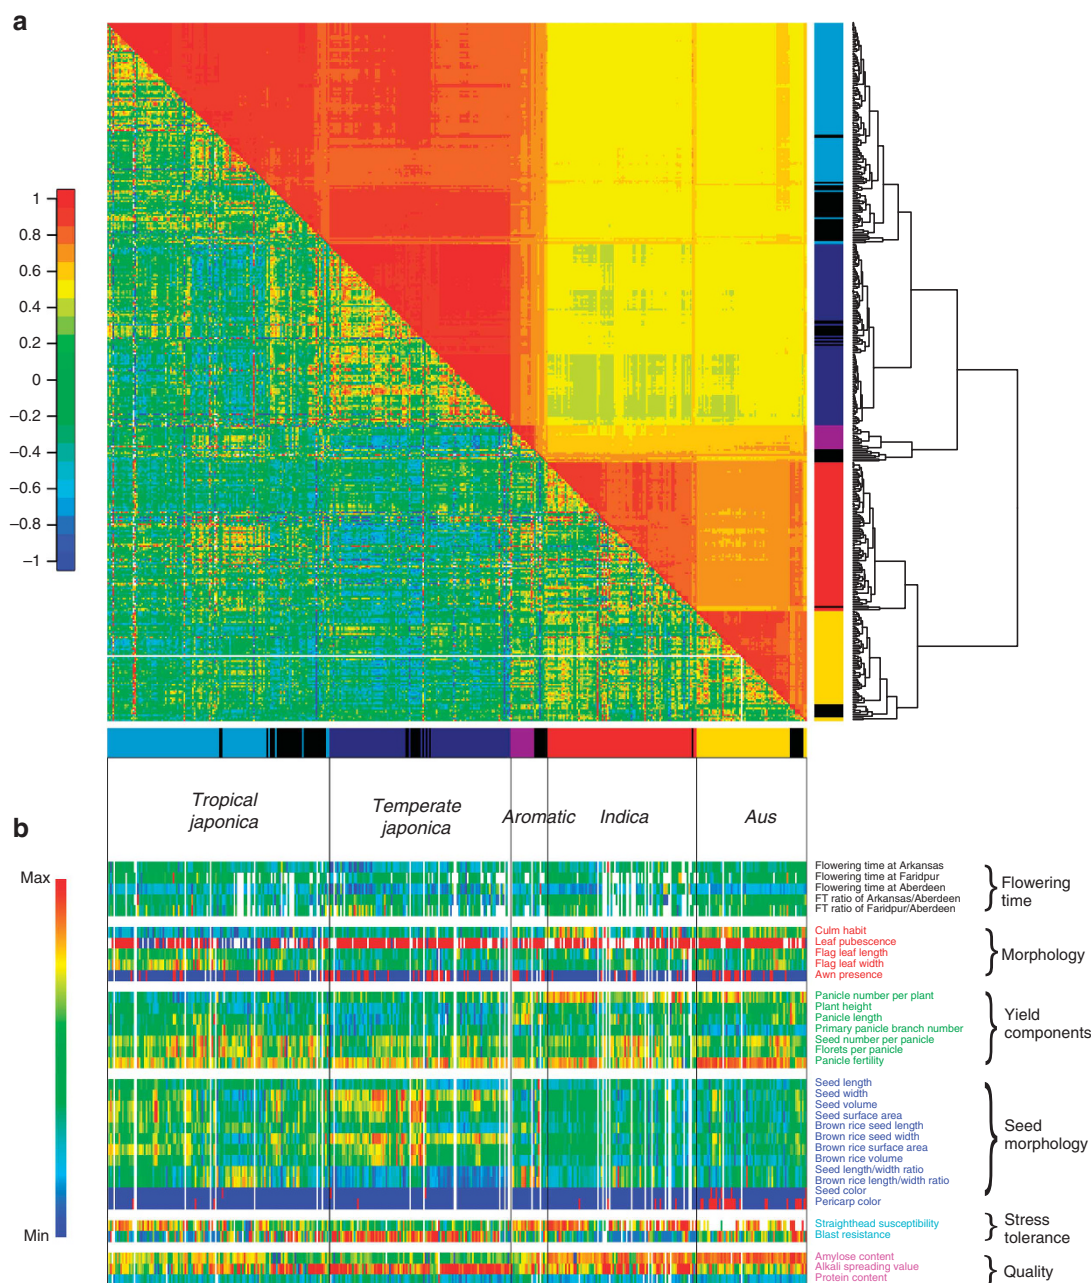 a
1
0.8
0.6
0.4
0.2
0
−0.2
−0.4
−0.6
−0.8
−1
Tropical
japonica
Temperate
japonica
Aromatic
Indica
Aus
b
Max
Min
Flowering time at Arkansas
Flowering time at Faridpur
Flowering time at Aberdeen
FT ratio of Arkansas/Aberdeen
FT ratio of Faridpur/Aberdeen
Flowering
time
Culm habit
Leaf pubescence
Flag leaf length
Flag leaf width
Awn presence
Morphology
Panicle number per plant
Plant height
Panicle length
Primary panicle branch number
Seed number per panicle
Florets per panicle
Panicle fertility
Yield
components
Seed length
Seed width
Seed volume
Seed surface area
Brown rice seed length
Brown rice seed width
Brown rice surface area
Brown rice volume
Seed length/width ratio
Brown rice length/width ratio
Seed color
Pericarp color
Seed
morphology
Straighthead susceptibility
Blast resistance
Stress
tolerance
Amylose content
Alkali spreading value
Protein content
Quality